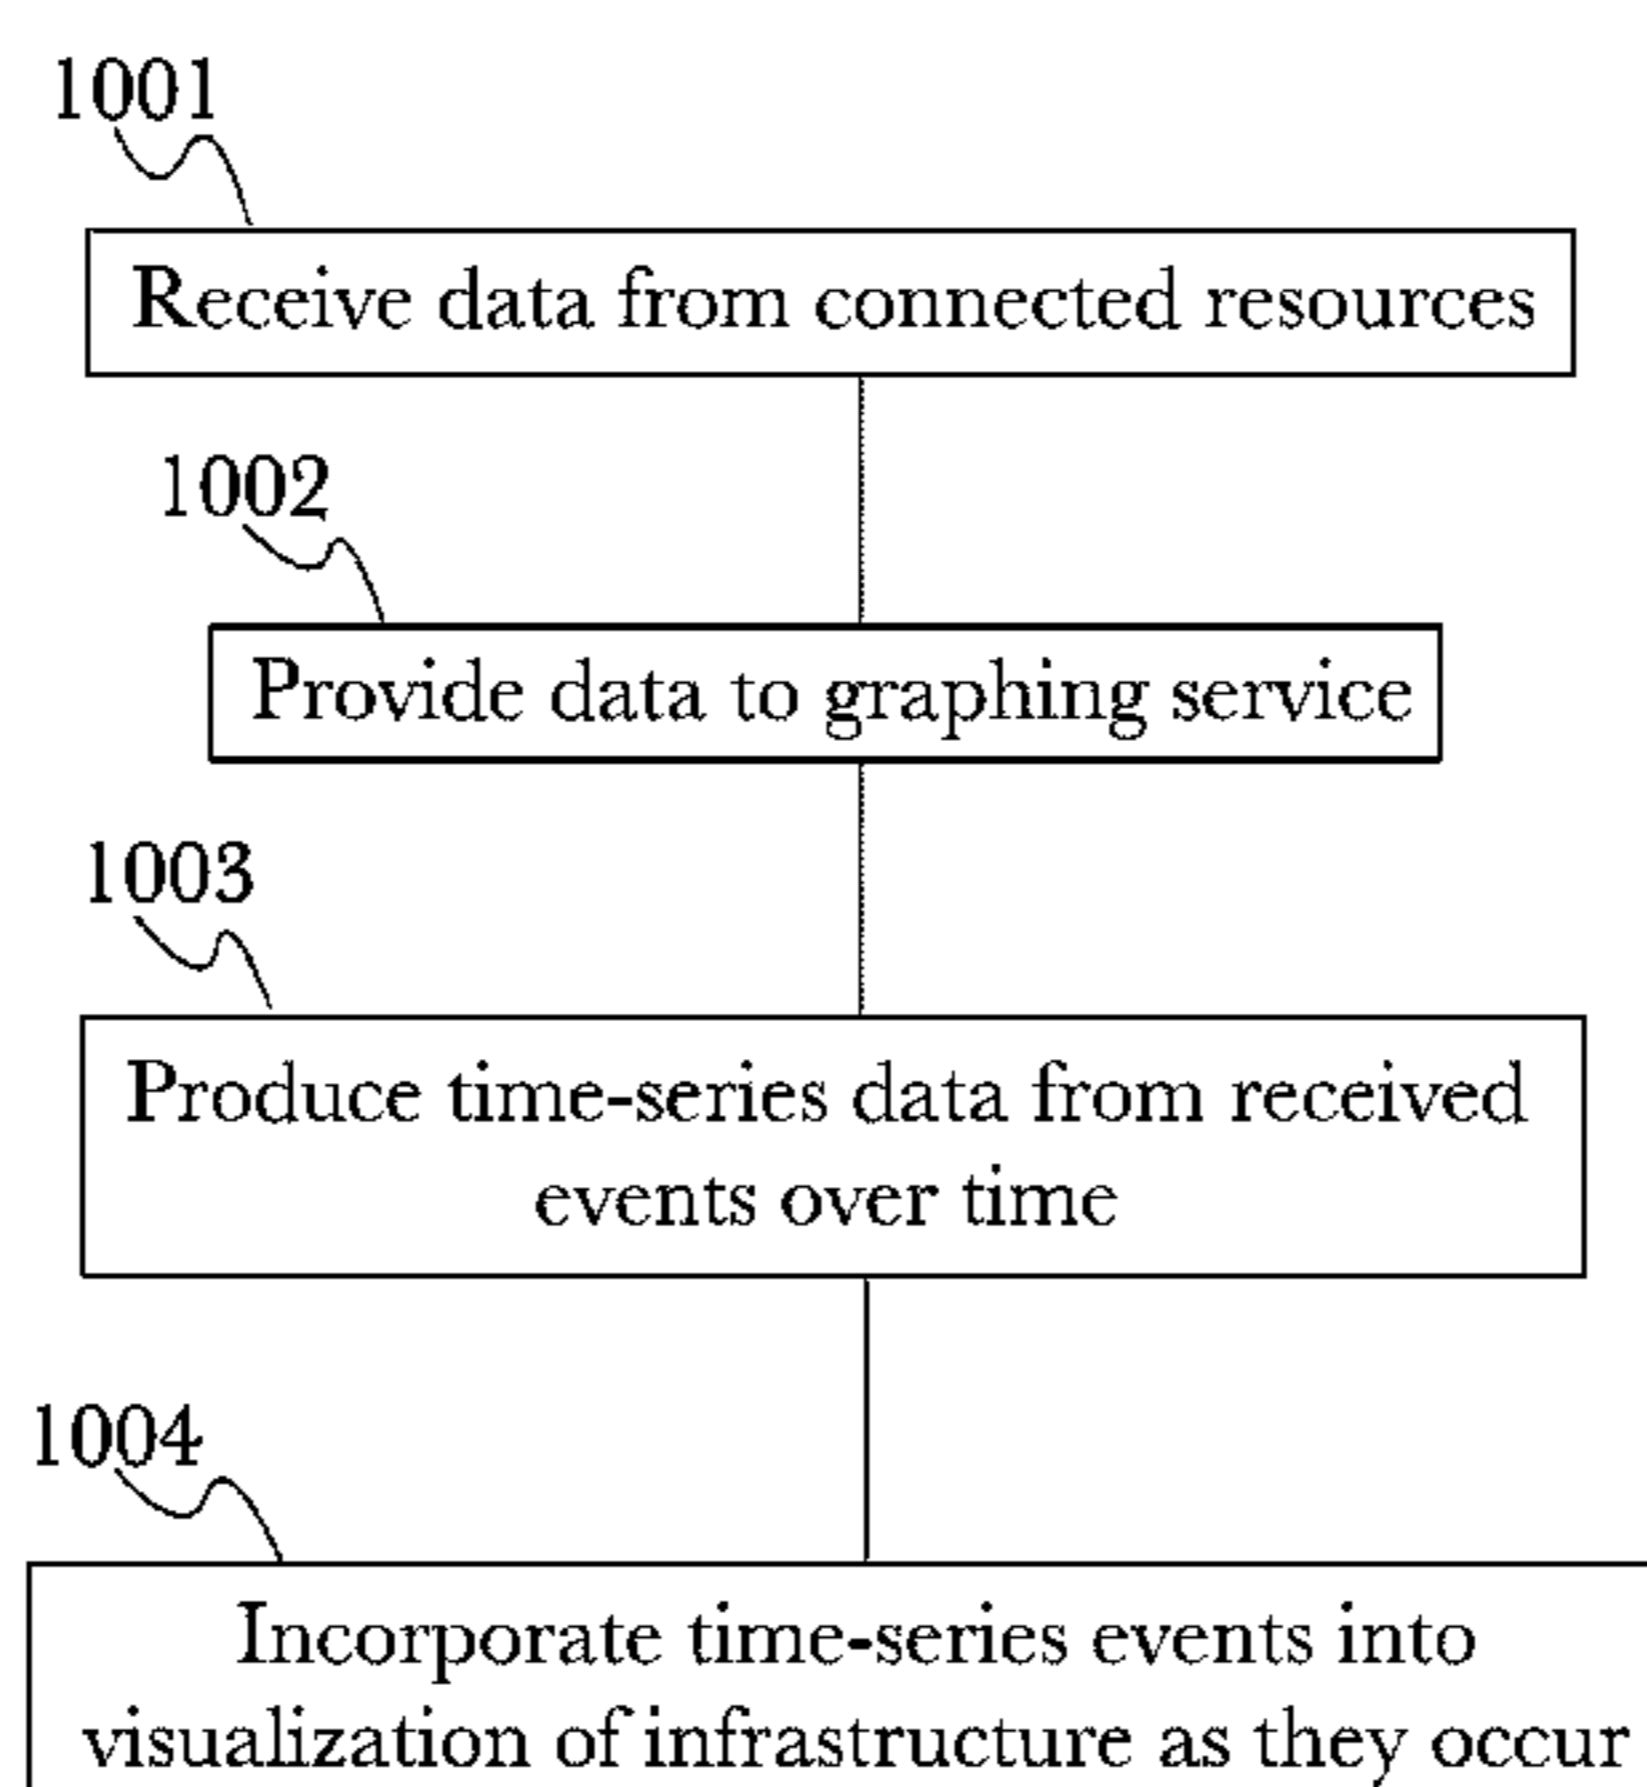 1001
Receive data from connected resources
1002
Provide data to graphing service
1003
Produce time-series data from received
events over time
1004
Incorporate time-series events into
visualization of infrastructure as they occur